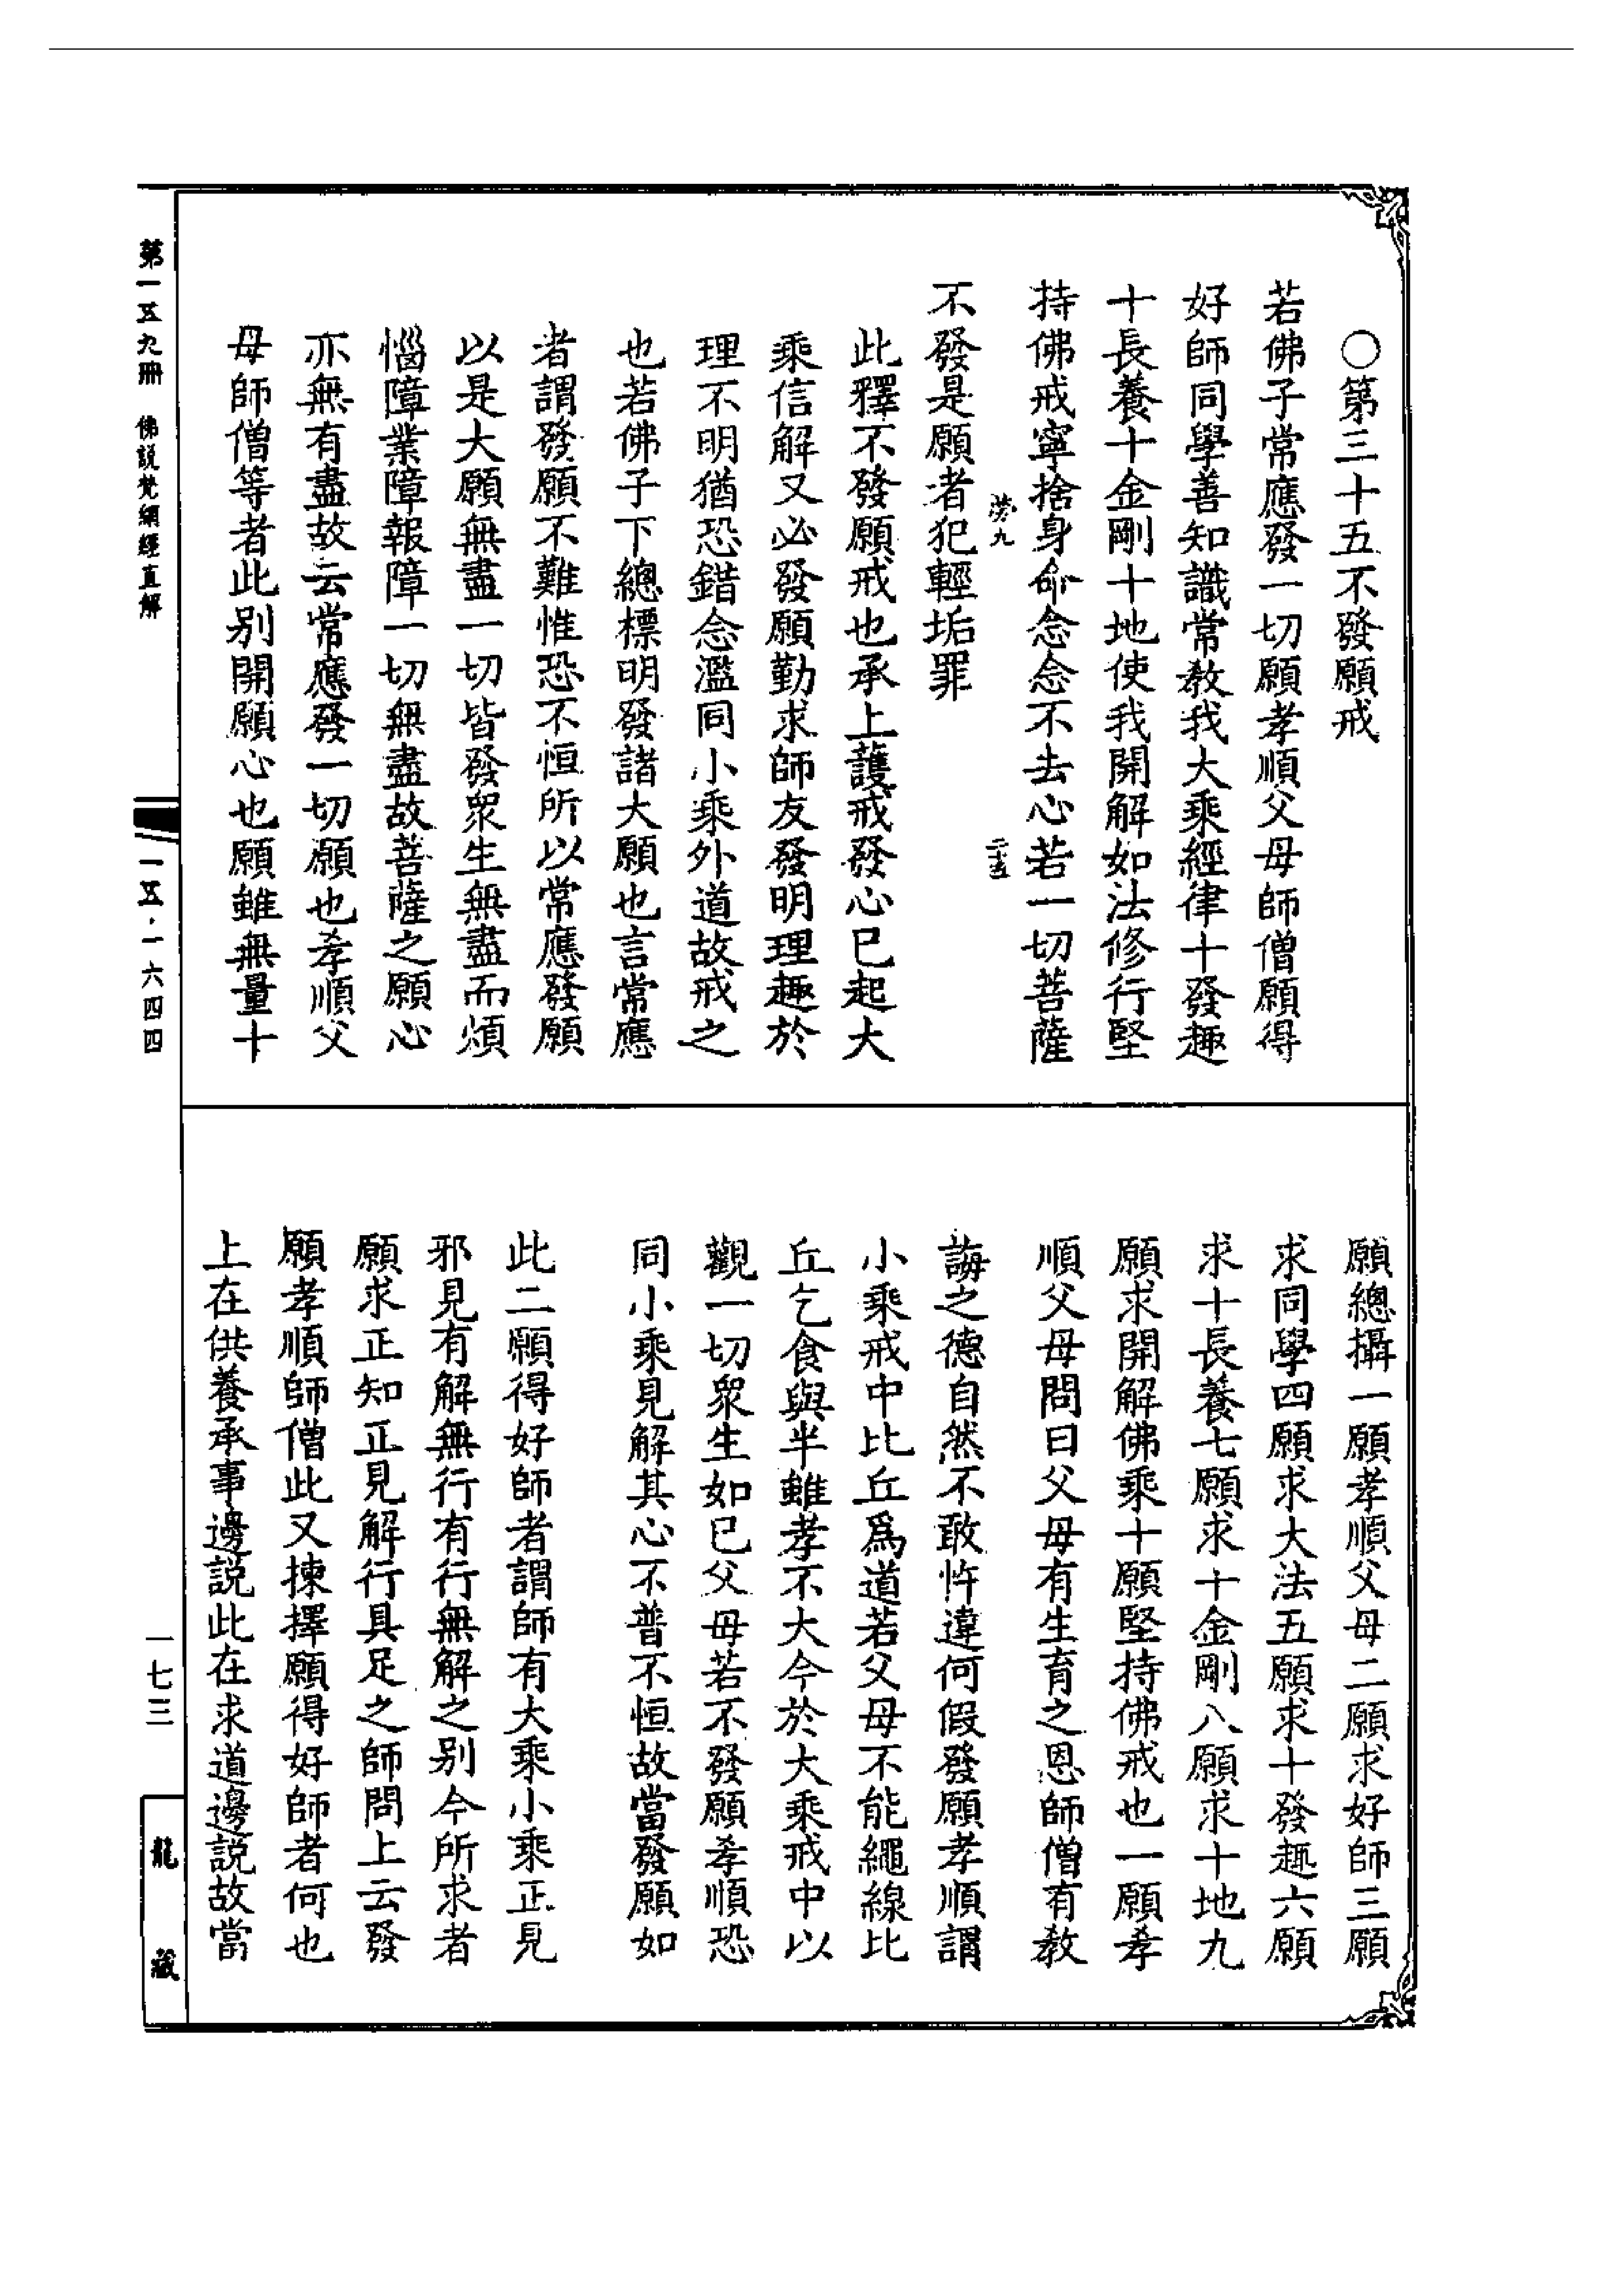 ○第三十五不發願戒
若佛子常應發一切願孝順父母師僧願得
好師同學善知識常教我大乘經律十發趣
十長養十金剛十地使我開解如法修行堅
持佛戒寧捨身命念念不去心若一切菩薩
二十五
不發是願者犯輕垢罪
此釋不發願戒也承上護戒發心已起大
乘信解又必發願勤求師友發明理趣於
理不明猶恐錯念濫同小乘外道故戒之
也若佛子下總標明發諸大願也言常應
者謂發願不難惟恐不恒所以常應發願
以是大願無盡一切皆發眾生無盡而煩
惱障業障報障一切無盡故菩薩之願心
亦無有盡故云常應發一切願也孝順父
母師僧等者此别開願心也願雖無量十
願總攝一願孝順父母二願求好師三願
求同學四願求大法五願求十發趣六願
求十長養七願求十金剛八願求十地九
願求開解佛乘十願堅持佛戒也一願孝
順父母問曰父母有生育之恩師僧有教
誨之德自然不敢忤違何假發願孝順謂
小乘戒中比丘爲道若父母不能繩線比
丘乞食與半雖孝不大今於大乘戒中以
觀一切眾生如已父母若不發願孝順恐
同小乘見解其心不普不恒故當發願如
此二願得好師者謂師有大乘小乘正見
邪見有解無行有行無解之别今所求者
願求正知正見解行具足之師問上云發
願孝順師僧此又揀擇願得好師者何也
上在供養承事邊説此在求道邊説故當
第一五九冊 佛説梵網經直解
一五·一六四四
一七三
龍藏